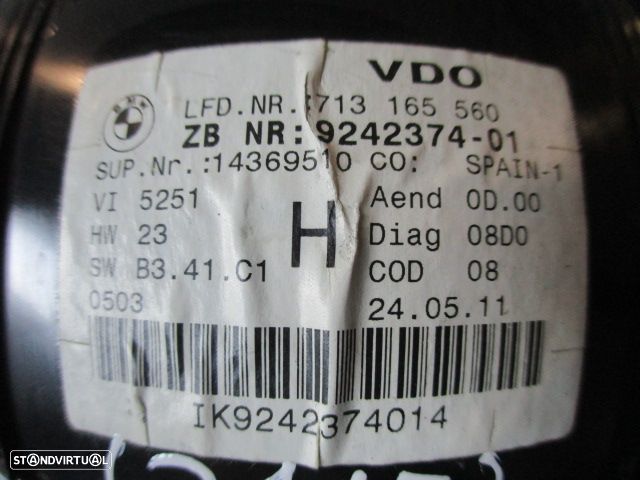 VDO
BMW
LFD.NR.:713 165 560
ZB NR:9242374-01
SUP.Nr.:14369510 CO: SPAIN-1
VI 5251 Aend 0D.00
HW 23 H Diag 08D0
SW B3.41.C1 COD 08
0503 24.05.11
IK9242374014
STANDVIRTUAL